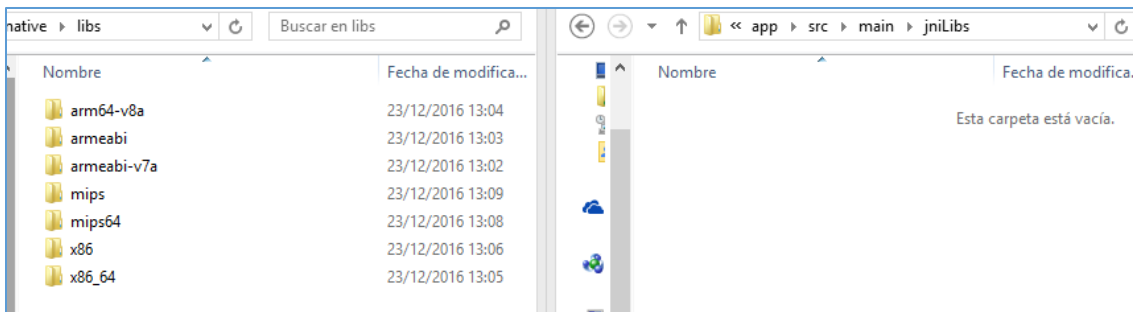 native libs Buscar en libs
Nombre Fecha de modifica...
arm64-v8a 23/12/2016 13:04
armeabi 23/12/2016 13:03
armeabi-v7a 23/12/2016 13:02
mips 23/12/2016 13:09
mips64 23/12/2016 13:08
x86 23/12/2016 13:06
x86_64 23/12/2016 13:05
« app src main jniLibs
Nombre Fecha de modifica.
Esta carpeta está vacía.